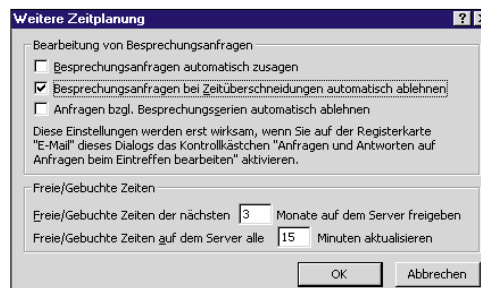 Weitere Zeitplanung
Bearbeitung von Besprechungsanfragen
Besprechungsanfragen automatisch zusagen
Besprechungsanfragen bei Zeitüberschneidungen automatisch ablehnen
Anfragen bzgl. Besprechungsserien automatisch ablehnen
Diese Einstellungen werden erst wirksam, wenn Sie auf der Registerkarte
"E-Mail" dieses Dialogs das Kontrollkästchen "Anfragen und Antworten auf
Anfragen beim Eintreffen bearbeiten" aktivieren.
Freie/Gebuchte Zeiten
Freie/Gebuchte Zeiten der nächsten 3 Monate auf dem Server freigeben
Freie/Gebuchte Zeiten auf dem Server alle 15 Minuten aktualisieren
OK Abbrechen